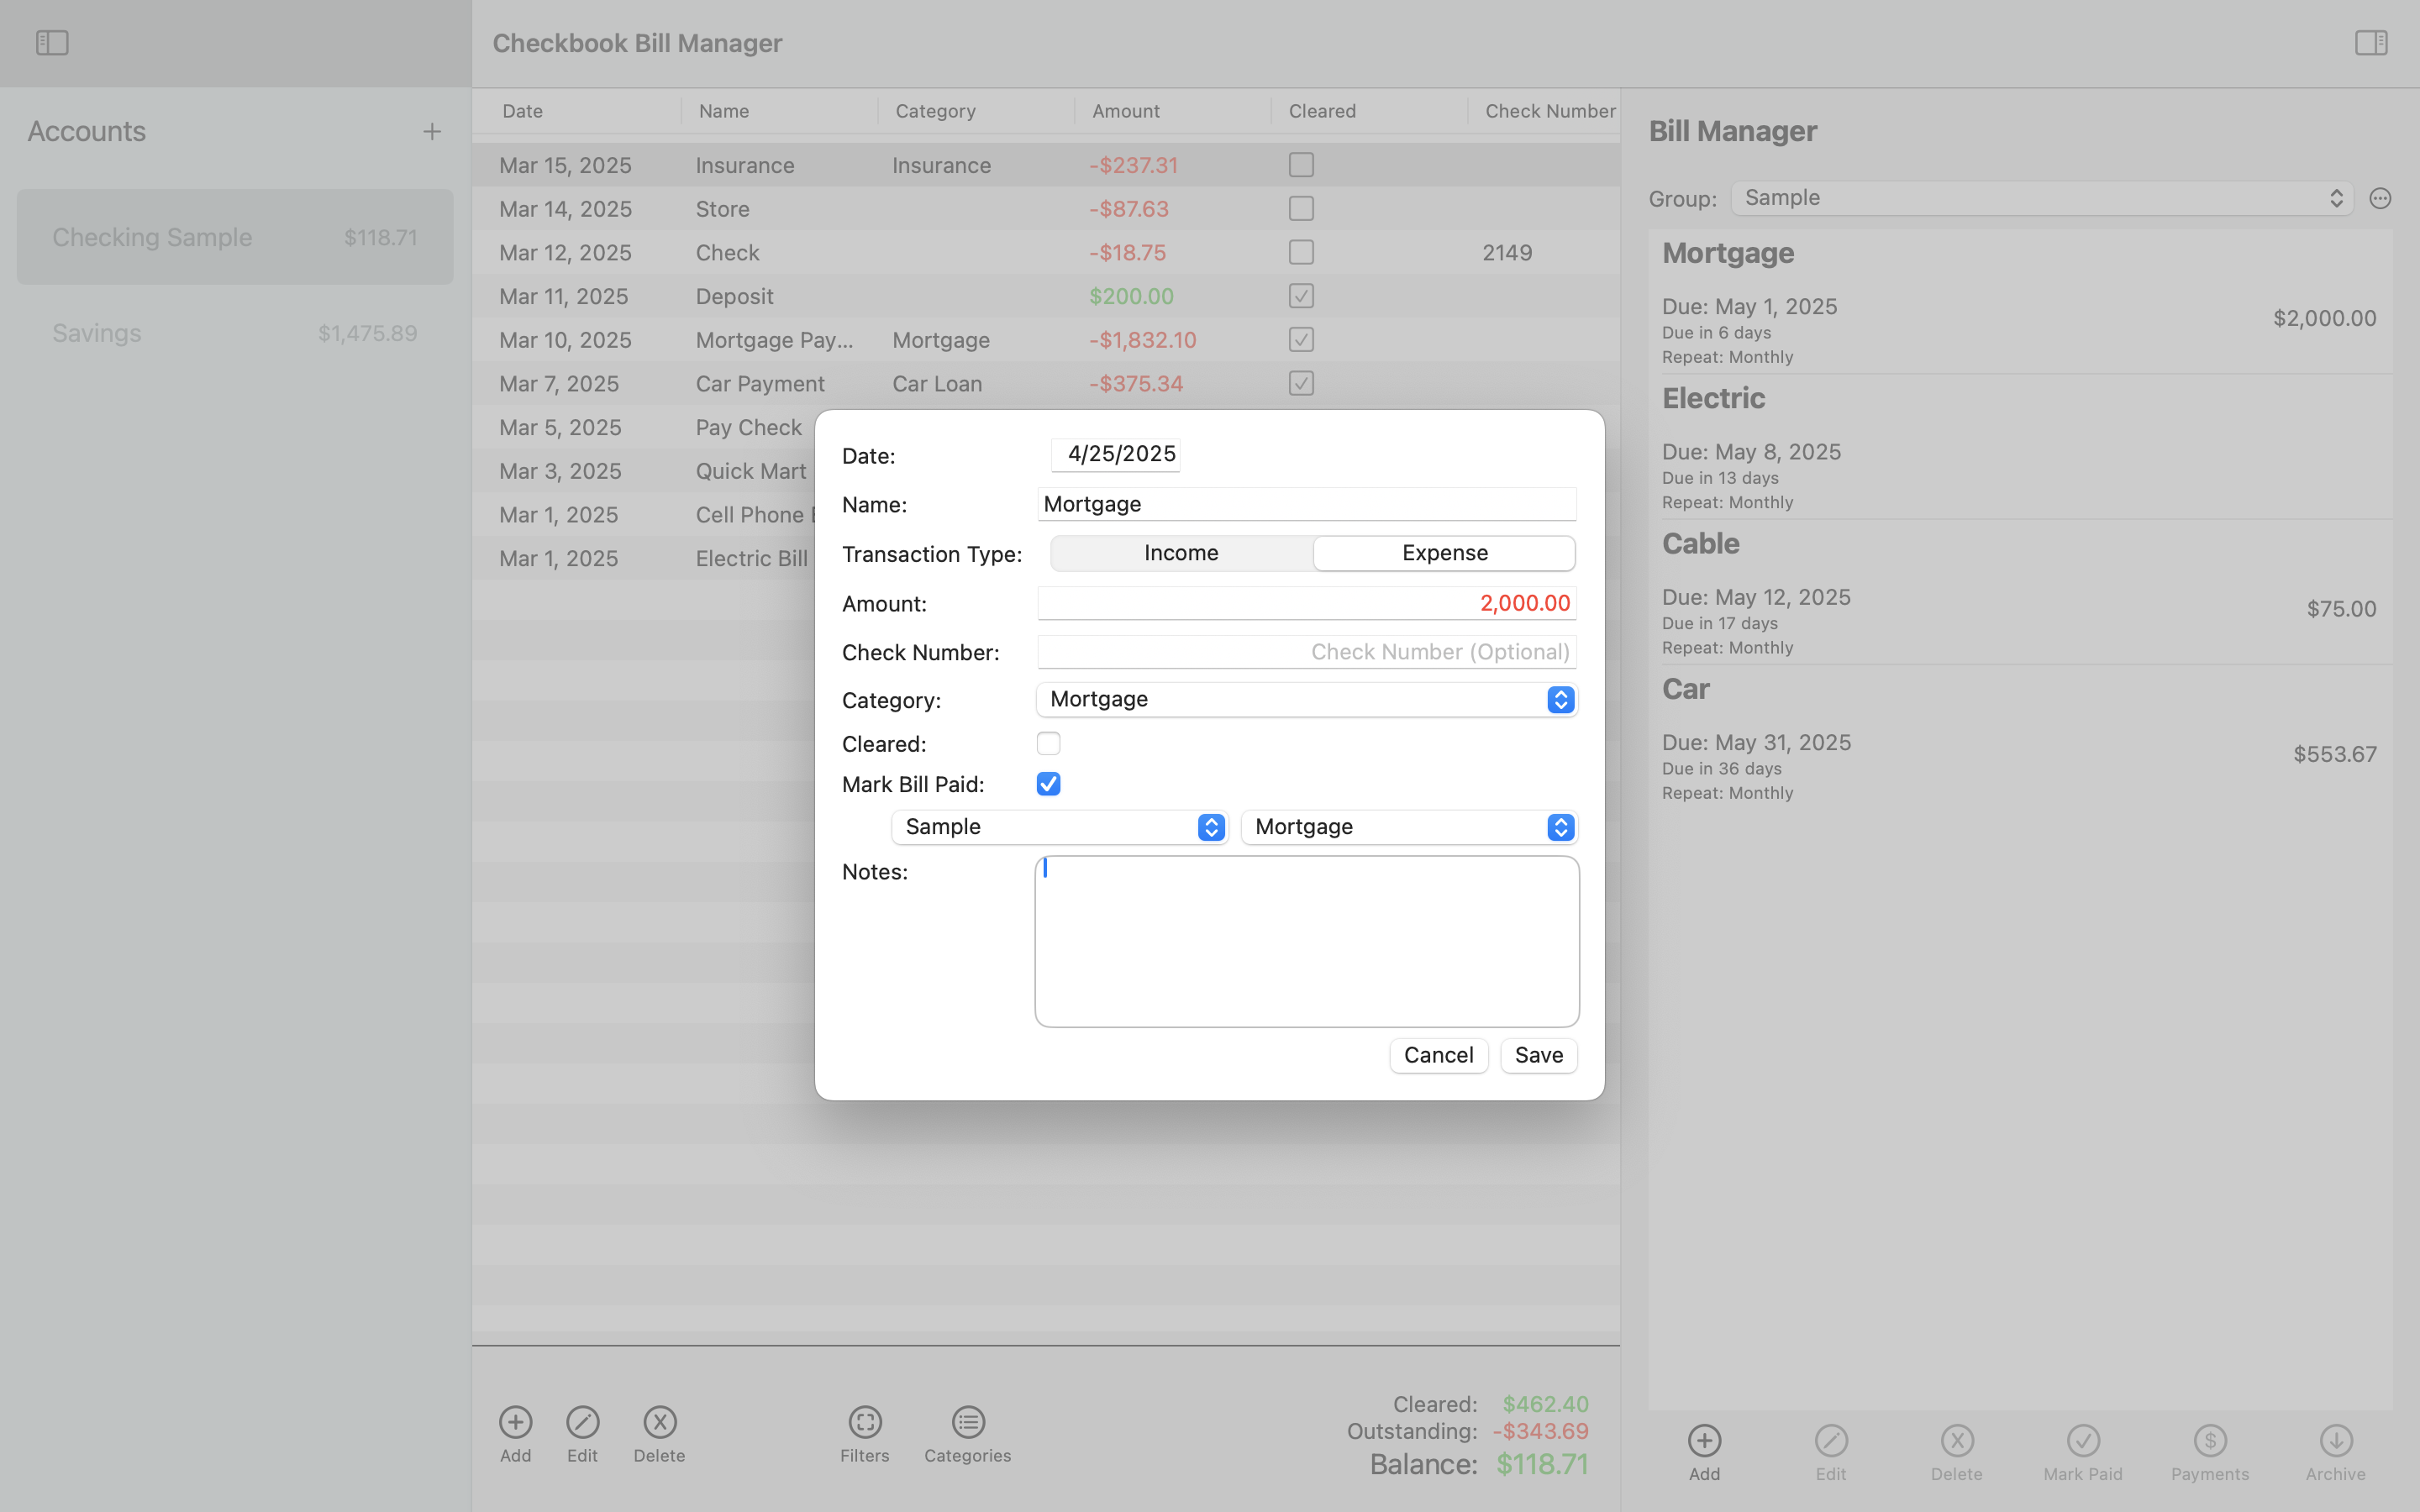 Checkbook Bill Manager
Accounts
Checking Sample $118.71
Savings $1,475.89
Date Name Category Amount Cleared Check Number
Mar 15, 2025 Insurance Insurance -$237.31
Mar 14, 2025 Store -$87.63
Mar 12, 2025 Check -$18.75 2149
Mar 11, 2025 Deposit $200.00
Mar 10, 2025 Mortgage Pay... Mortgage -$1,832.10
Mar 7, 2025 Car Payment Car Loan -$375.34
Mar 5, 2025 Pay Check
Mar 3, 2025 Quick Mart
Mar 1, 2025 Cell Phone
Mar 1, 2025 Electric Bill
Date: 4/25/2025
Name: Mortgage
Transaction Type: Income Expense
Amount: 2,000.00
Check Number: Check Number (Optional)
Category: Mortgage
Cleared:
Mark Bill Paid:
Sample Mortgage
Notes:
Cancel Save
Add Edit Delete Filters Categories
Cleared: $462.40
Outstanding: -$343.69
Balance: $118.71
Bill Manager
Group: Sample
Mortgage
Due: May 1, 2025
$2,000.00
Due in 6 days
Repeat: Monthly
Electric
Due: May 8, 2025
Due in 13 days
Repeat: Monthly
Cable
Due: May 12, 2025
$75.00
Due in 17 days
Repeat: Monthly
Car
Due: May 31, 2025
$553.67
Due in 36 days
Repeat: Monthly
Add Edit Delete Mark Paid Payments Archive